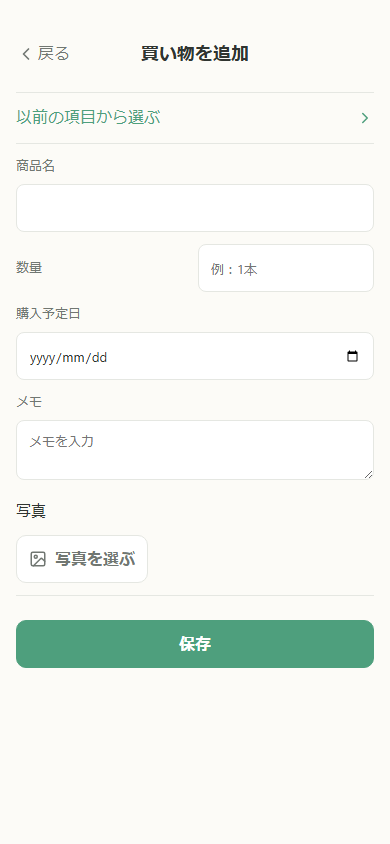 戻る
買い物を追加
以前の項目から選ぶ
商品名
数量
例：1本
購入予定日
yyyy/mm/dd
メモ
メモを入力
写真
写真を選ぶ
保存